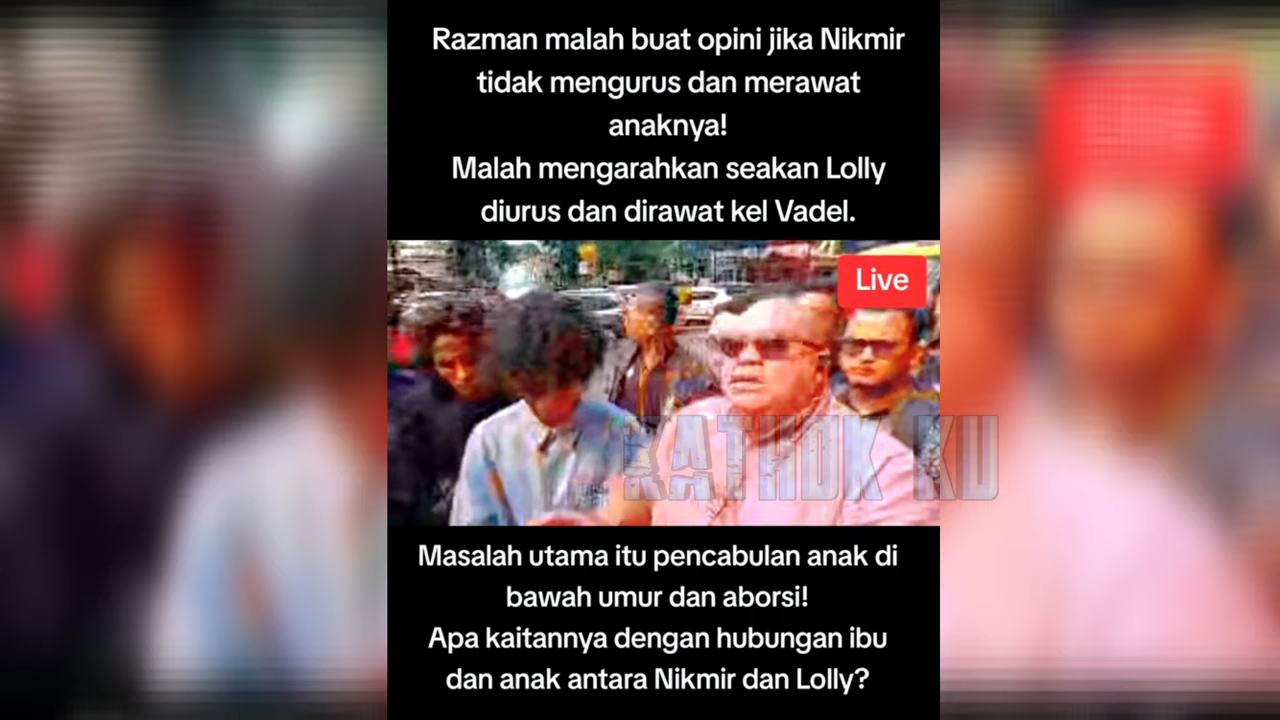 Razman malah buat opini jika Nikmir
tidak mengurus dan merawat
anaknya!
Malah mengarahkan seakan Lolly
diurus dan dirawat kel Vadel.
Live
KATHOK KU
Masalah utama itu pencabulan anak di
bawah umur dan aborsi!
Apa kaitannya dengan hubungan ibu
dan anak antara Nikmir dan Lolly?